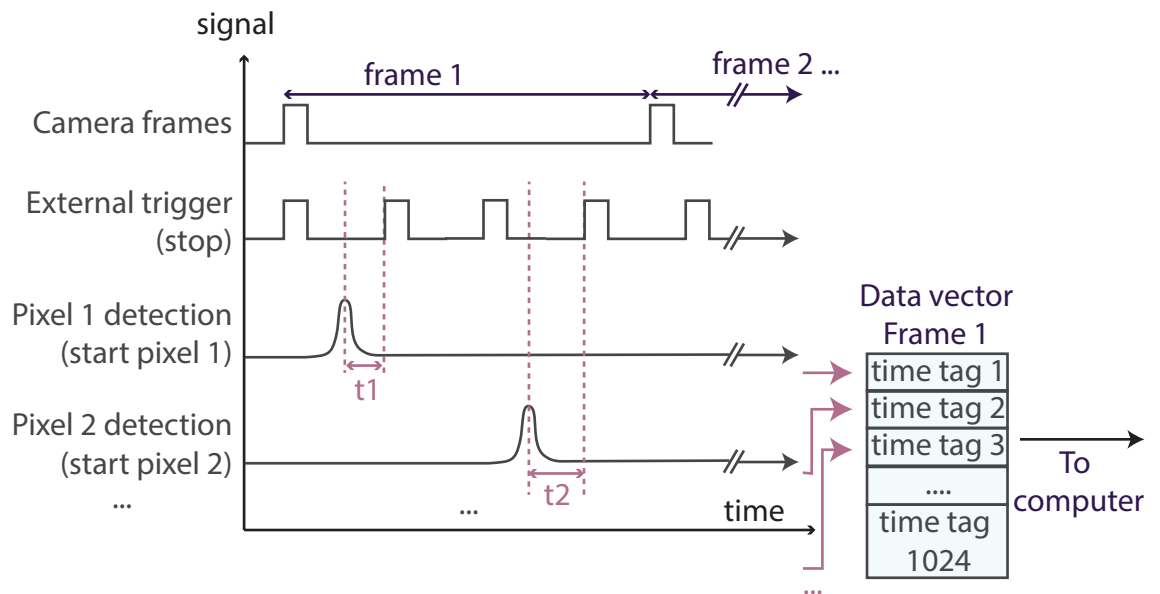 signal
frame 1
frame 2 ...
Camera frames
External trigger
(stop)
Pixel 1 detection
(start pixel 1)
t1
Pixel 2 detection
(start pixel 2)
t2
...
...
time
Data vector
Frame 1
time tag 1
time tag 2
time tag 3
....
time tag
1024
...
To
computer